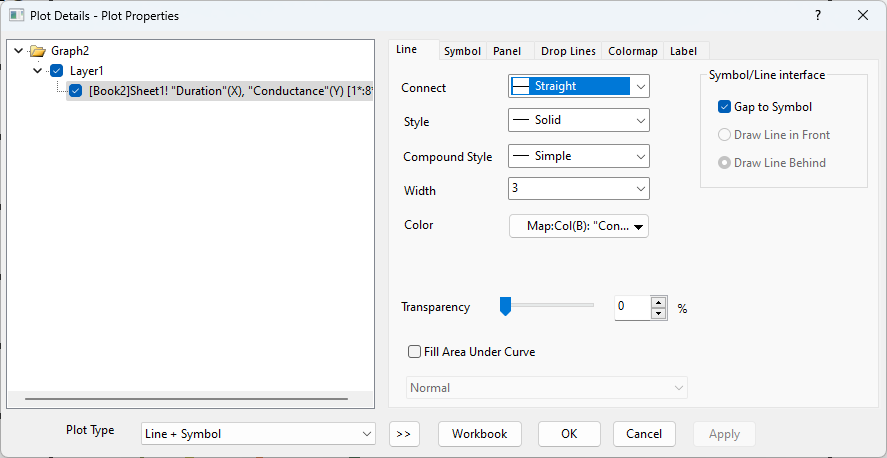 Plot Details - Plot Properties
?
Graph2
Layer1
[Book2]Sheet1! "Duration"(X), "Conductance"(Y) [1*:8*
Line
Symbol
Panel
Drop Lines
Colormap
Label
Connect
Straight
Style
Solid
Compound Style
Simple
Width
3
Color
Map:Col(B): "Con...
Transparency
0
%
Fill Area Under Curve
Normal
Symbol/Line interface
Gap to Symbol
Draw Line in Front
Draw Line Behind
Plot Type
Line + Symbol
>>
Workbook
OK
Cancel
Apply